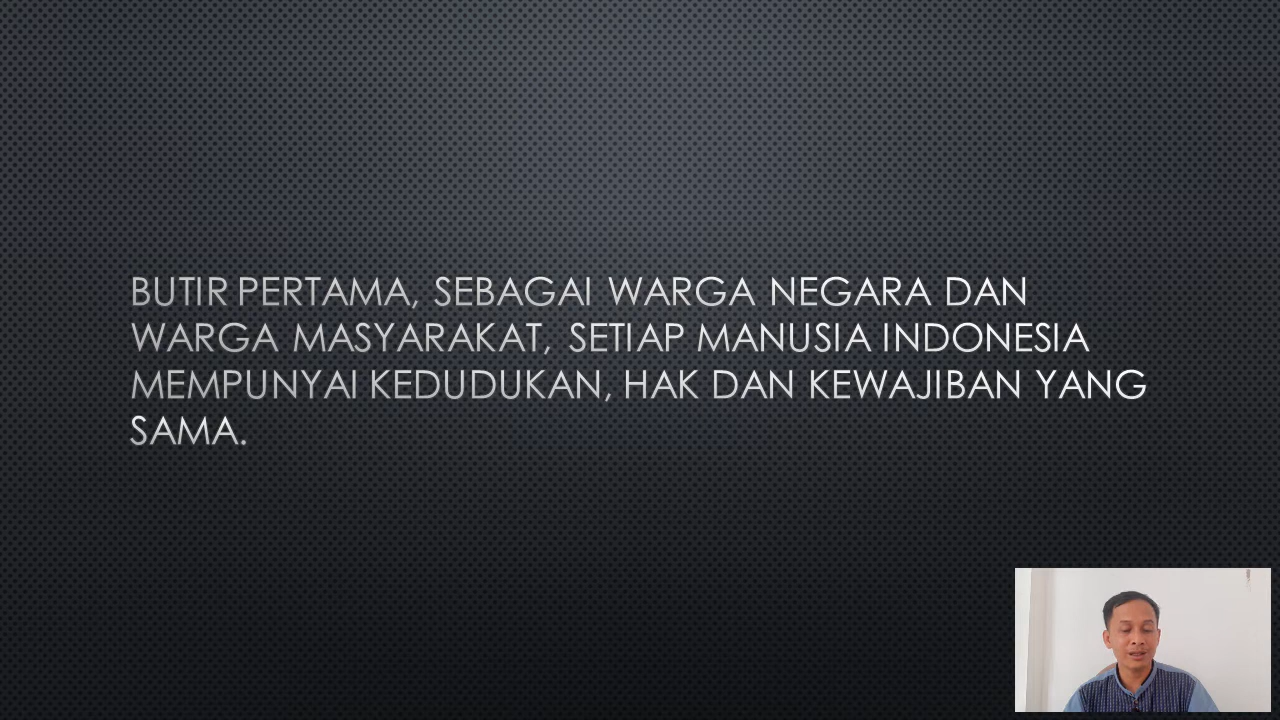 BUTIR PERTAMA, SEBAGAI WARGA NEGARA DAN
WARGA MASYARAKAT, SETIAP MANUSIA INDONESIA
MEMPUNYAI KEDUDUKAN, HAK DAN KEWAJIBAN YANG
SAMA.